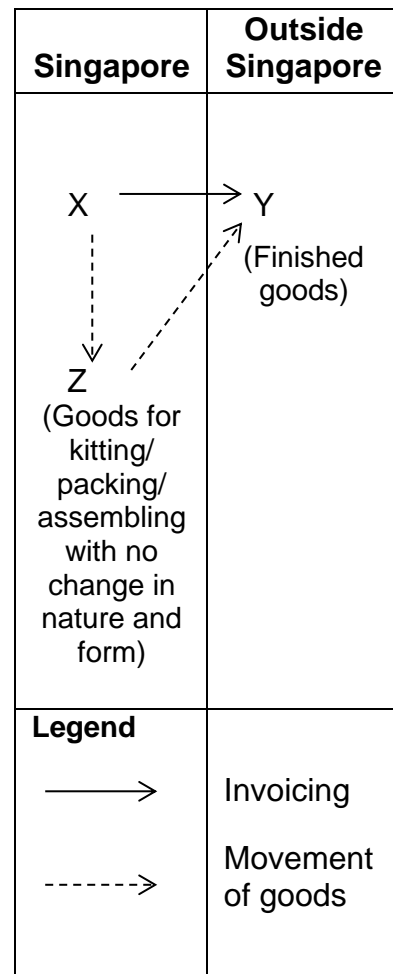 Singapore
Outside
Singapore
X
Y
(Finished
goods)
Z
(Goods for
kitting/
packing/
assembling
with no
change in
nature and
form)
Legend
Invoicing
Movement
of goods